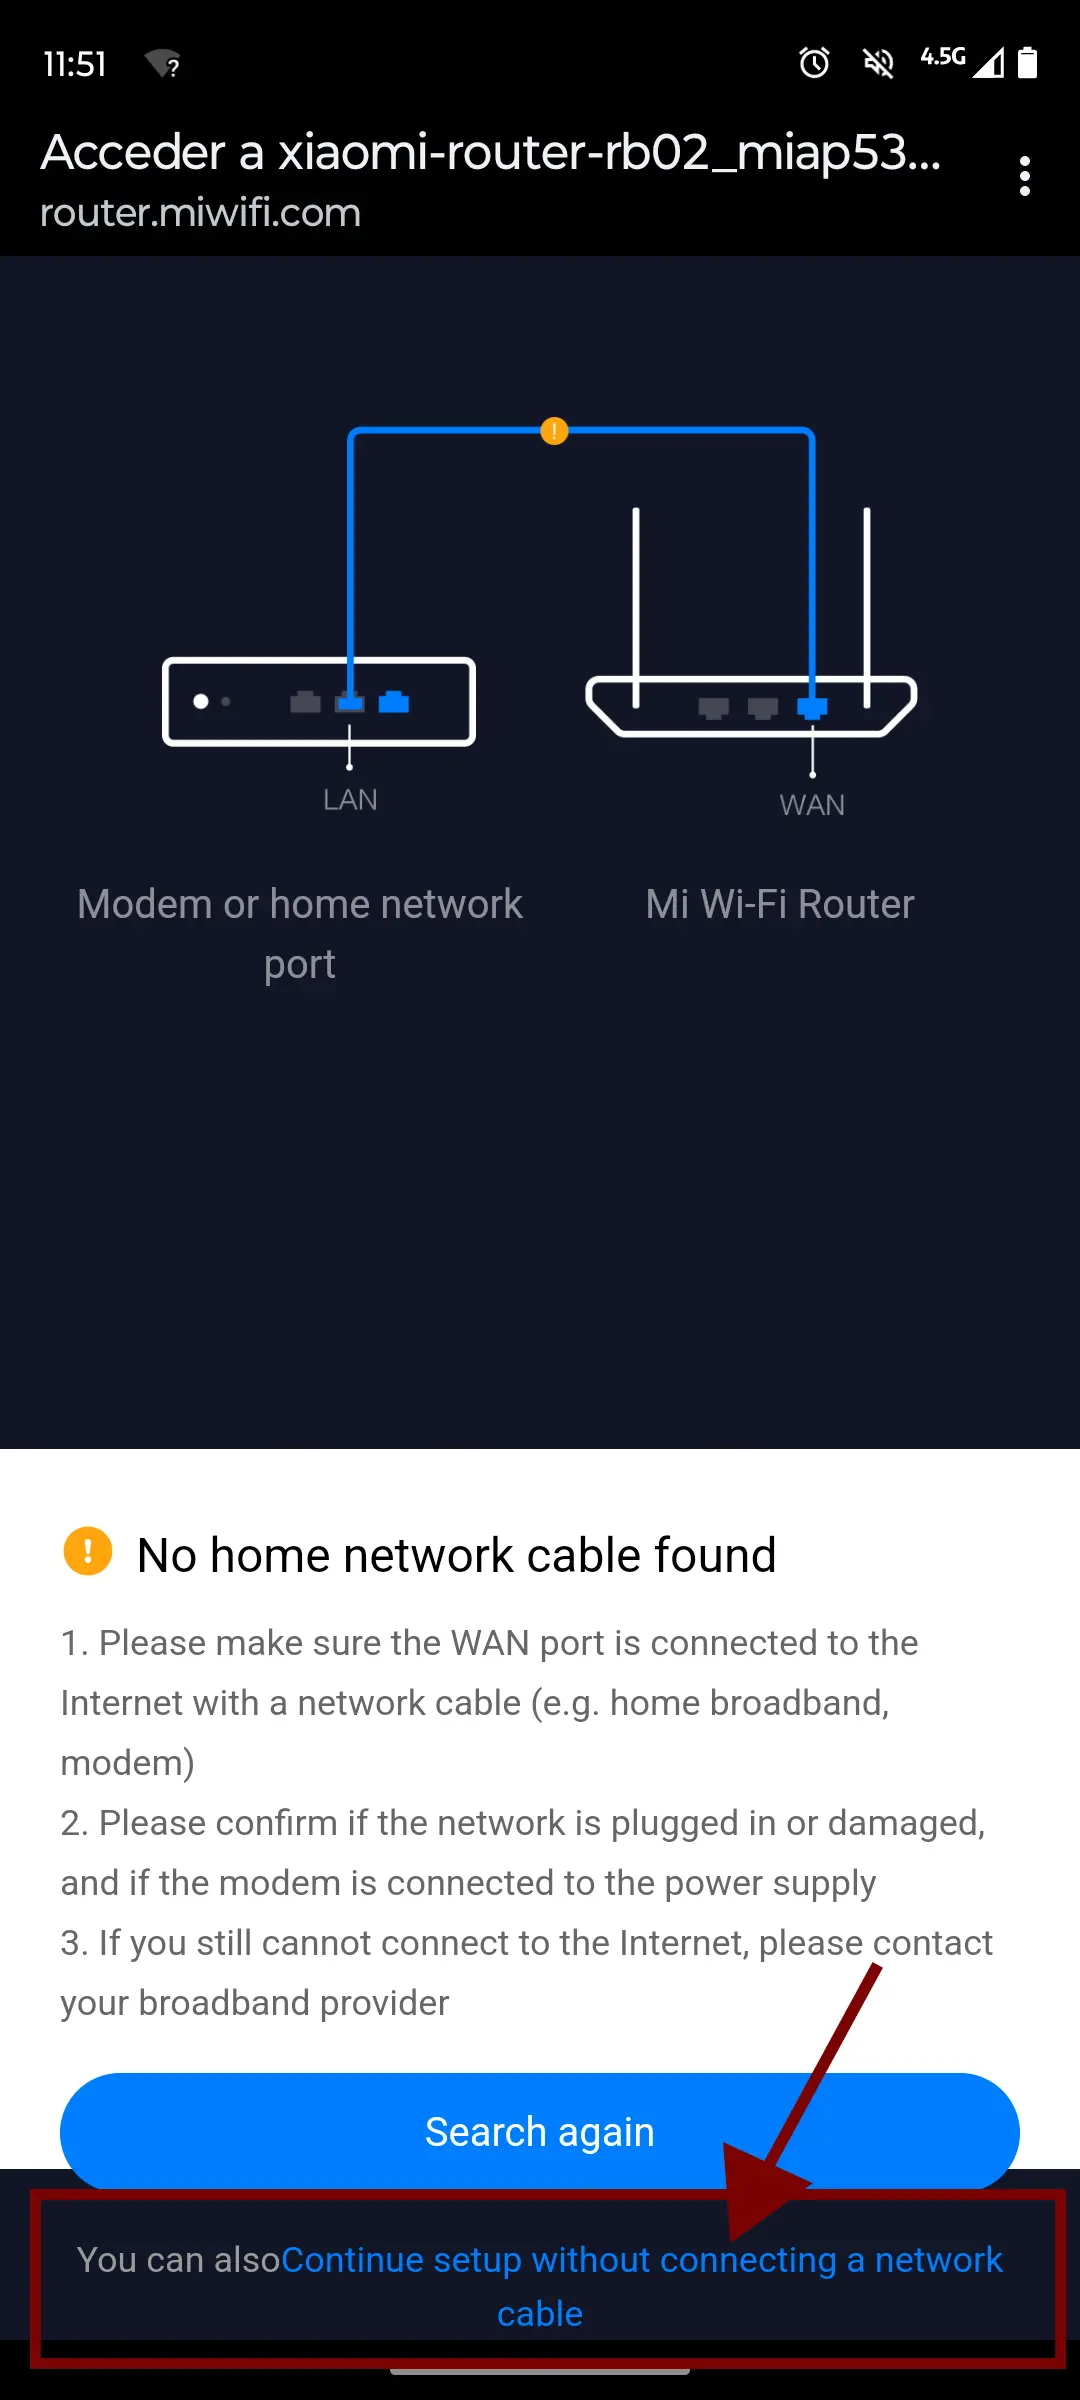 11:51
4.5G
Acceder a xiaomi-router-rb02_miap53...
router.miwifi.com
LAN
WAN
Modem or home network
port
Mi Wi-Fi Router
No home network cable found
1. Please make sure the WAN port is connected to the
Internet with a network cable (e.g. home broadband,
modem)
2. Please confirm if the network is plugged in or damaged,
and if the modem is connected to the power supply
3. If you still cannot connect to the Internet, please contact
your broadband provider
Search again
You can alsoContinue setup without connecting a network
cable